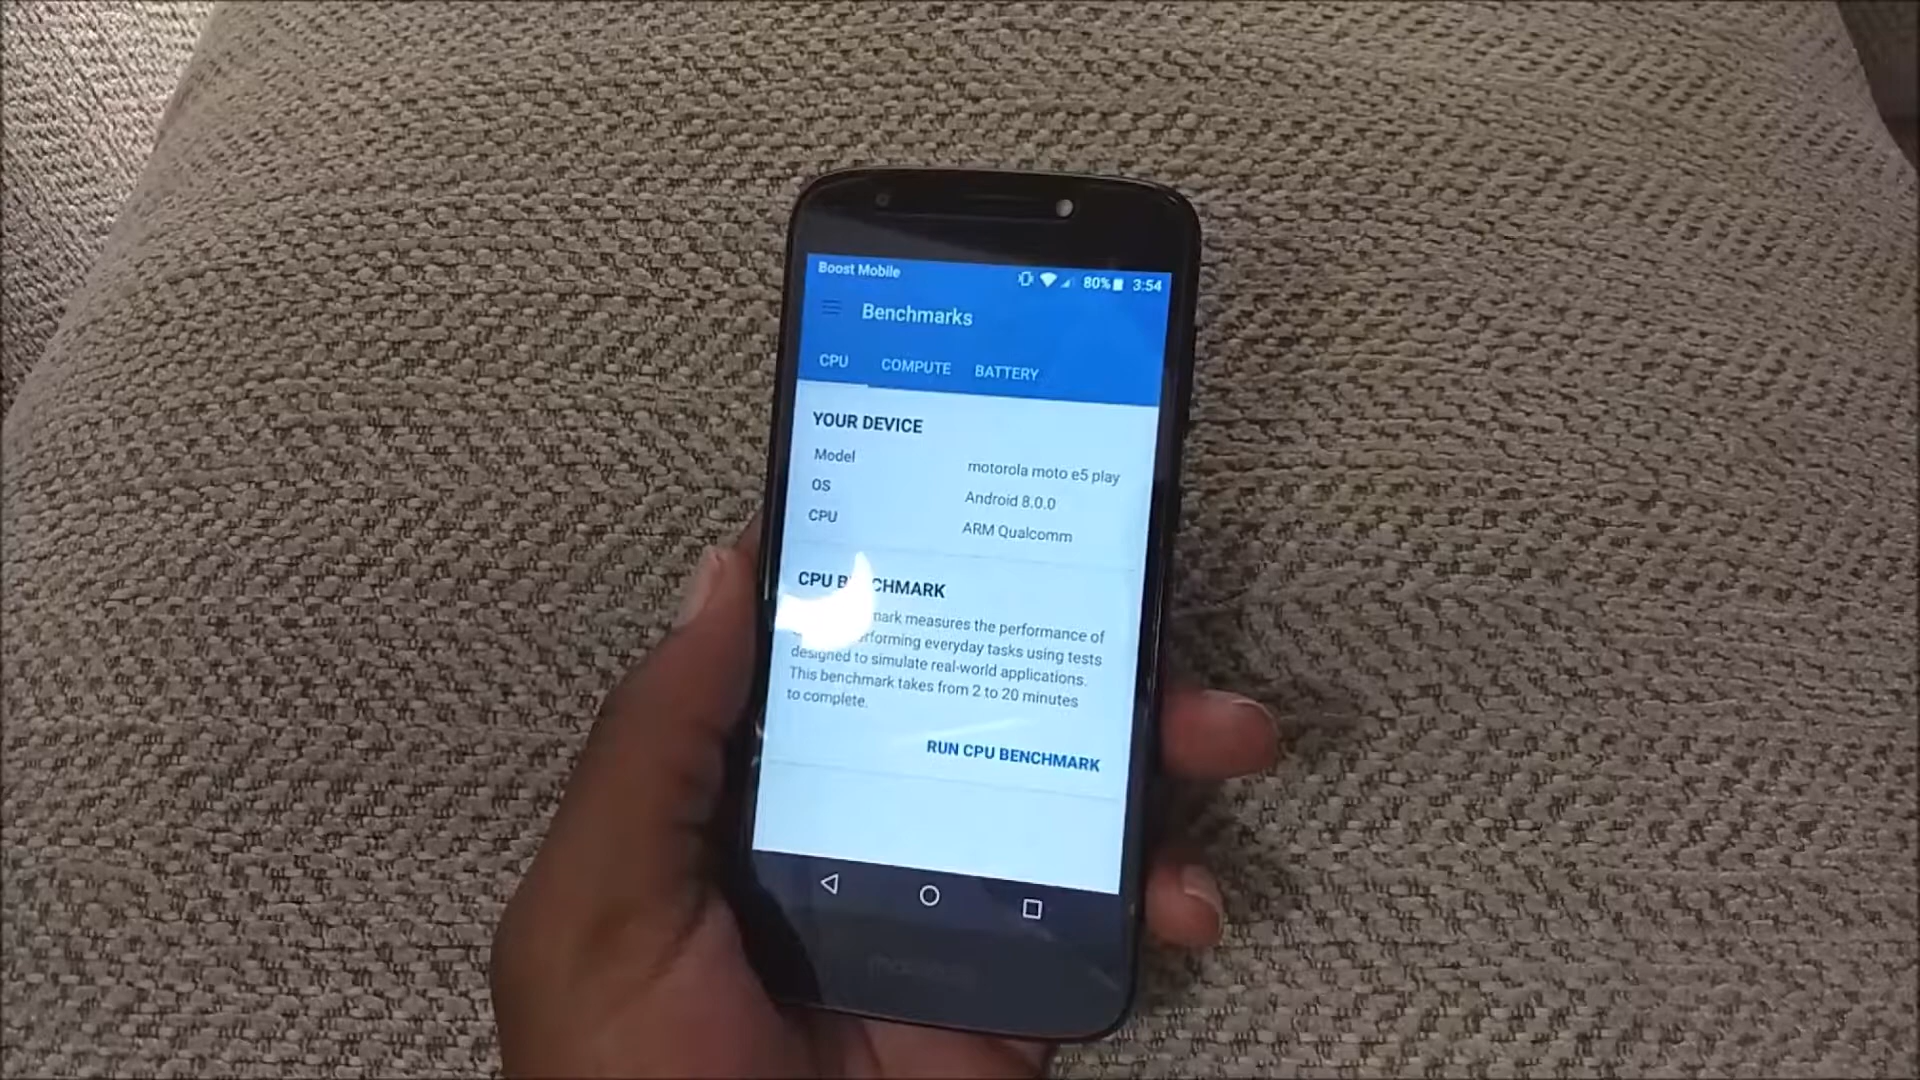 Boost Mobile 80% 3:54
Benchmarks
CPU COMPUTE BATTERY
YOUR DEVICE
Model motorola moto e5 play
OS Android 8.0.0
CPU ARM Qualcomm
CPU CHMARK
measures the performance of
everyday tasks using tests
designed to simulate real-world applications.
This benchmark takes from 2 to 20 minutes
to complete.
RUN CPU BENCHMARK